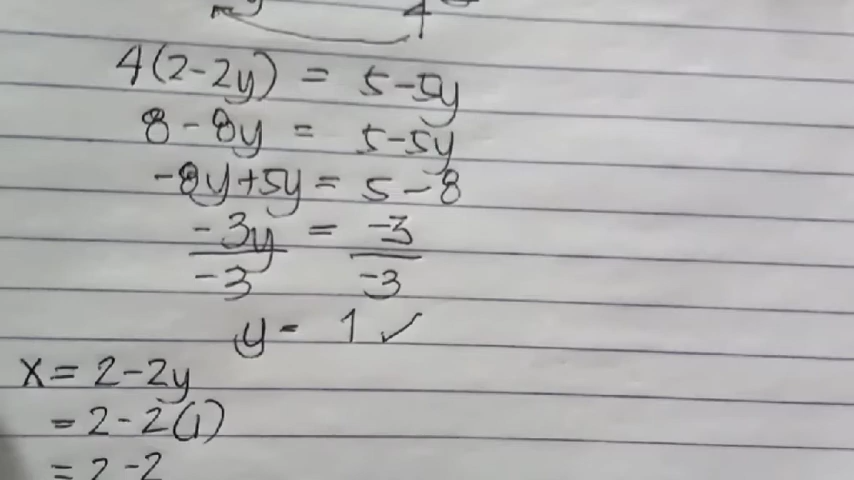 4
4(2-2y) = 5-5y
8 - 8y = 5-5y
-8y+5y = 5-8
-3y = -3
-3 -3
y = 1 ✓
x = 2-2y
= 2-2(1)
= 2-2